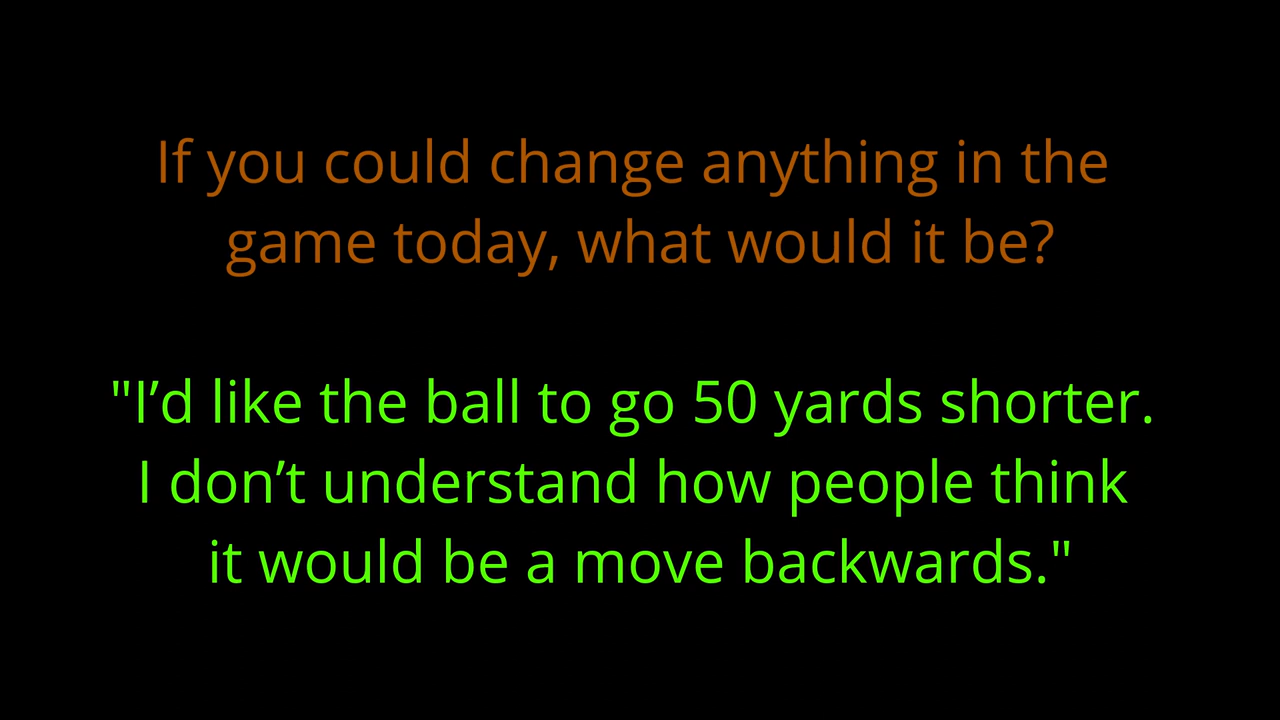 If you could change anything in the
game today, what would it be?
"I’d like the ball to go 50 yards shorter.
I don’t understand how people think
it would be a move backwards."